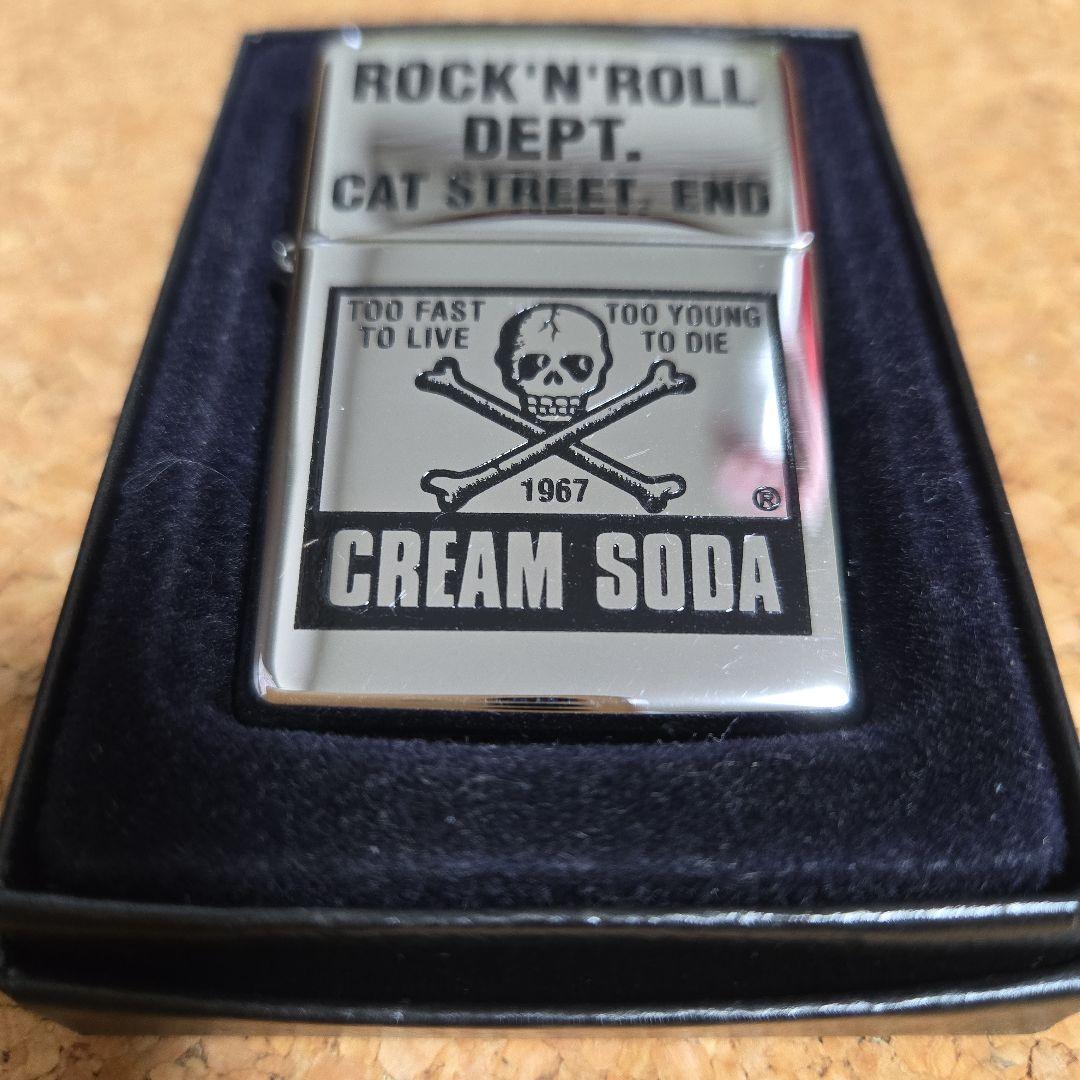 ROCK'N'ROLL
DEPT.
CAT STREET, END
TOO FAST
TO LIVE
TOO YOUNG
TO DIE
1967
®
CREAM SODA